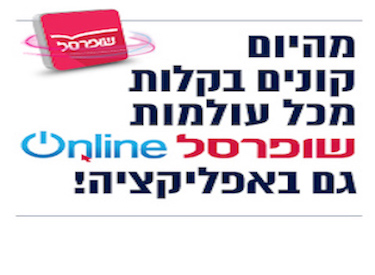 שופרסל
מהיום
קונים בקלות
מכל עולמות
שופרסל Online
גם באפליקציה!